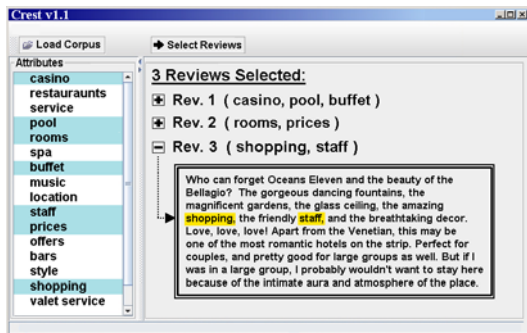 Crest v1.1
Load Corpus
Select Reviews
Attributes
casino
restauraunts
service
pool
rooms
spa
buffet
music
location
staff
prices
offers
bars
style
shopping
valet service
3 Reviews Selected:
Rev. 1 ( casino, pool, buffet )
Rev. 2 ( rooms, prices )
Rev. 3 ( shopping, staff )
Who can forget Oceans Eleven and the beauty of the
Bellagio? The gorgeous dancing fountains, the
magnificent gardens, the glass ceiling, the amazing
shopping, the friendly staff, and the breathtaking decor.
Love, love, love! Apart from the Venetian, this may be
one of the most romantic hotels on the strip. Perfect for
couples, and pretty good for large groups as well. But if I
was in a large group, I probably wouldn't want to stay here
because of the intimate aura and atmosphere of the place.